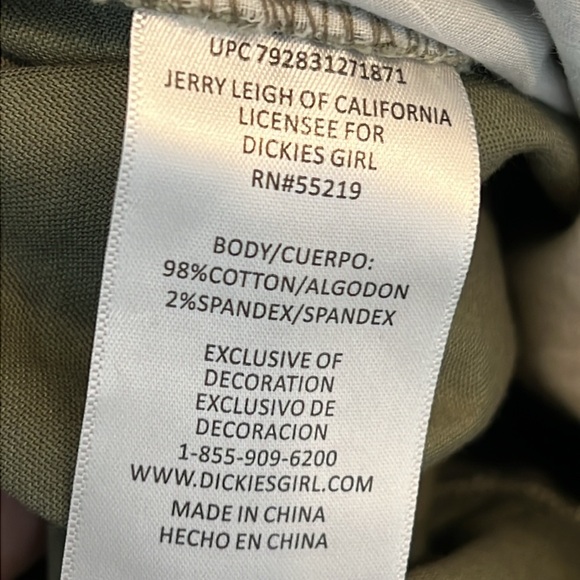 UPC 792831271871
JERRY LEIGH OF CALIFORNIA
LICENSEE FOR
DICKIES GIRL
RN#55219
BODY/CUERPO:
98%COTTON/ALGODON
2%SPANDEX/SPANDEX
EXCLUSIVE OF
DECORATION
EXCLUSIVO DE
DECORACION
1-855-909-6200
WWW.DICKIESGIRL.COM
MADE IN CHINA
HECHO EN CHINA